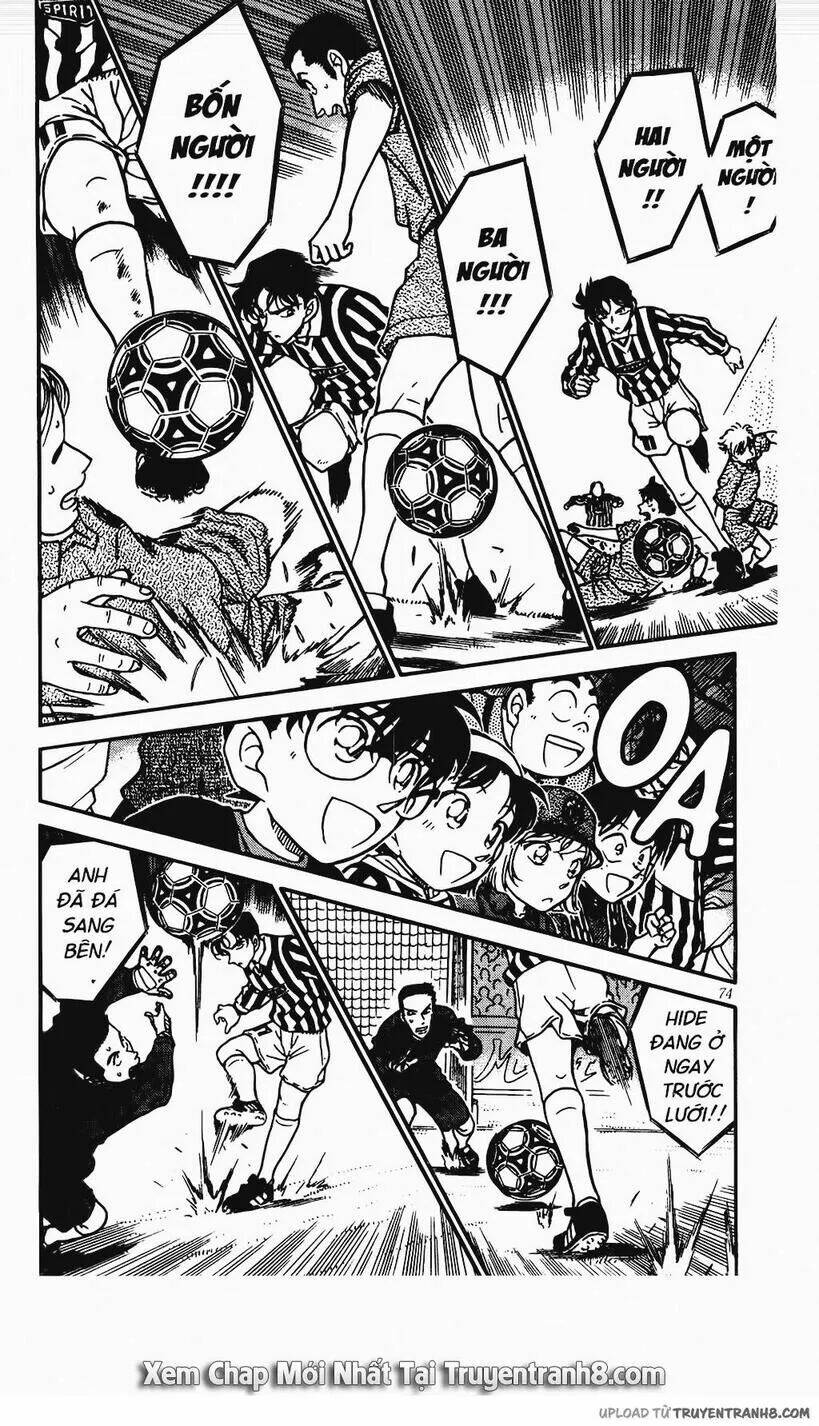 MỘT
NGƯỜI
!
HAI
NGƯỜI
!!
BA
NGƯỜI
!!!
BỐN
NGƯỜI
!!!!
SPIRIT
OA
HIDE
ĐANG Ở
NGAY
TRƯỚC
LƯỚI!!
ANH
ĐÃ ĐÁ
SANG
BÊN!
74
Xem Chap Mới Nhất Tại Truyentranh8.com
UPLOAD TỪ TRUYENTRANH8.COM